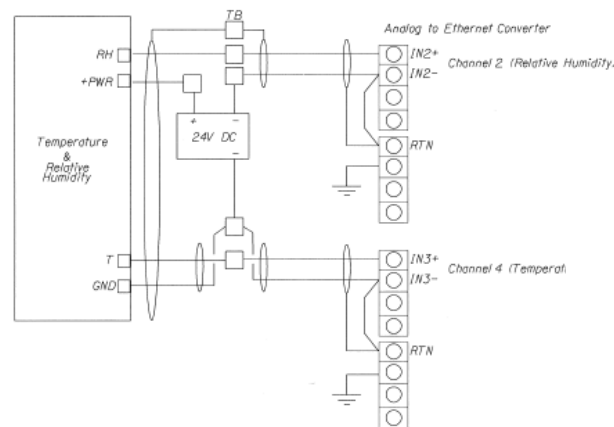 TB
Analog to Ethernet Converter
RH
IN2+
Channel 2 (Relative Humidity)
+PWR
IN2-
+ -
24V DC
-
Temperature
&
Relative
Humidity
RTN
T
IN3+
Channel 4 (Temperat
GND
IN3-
RTN